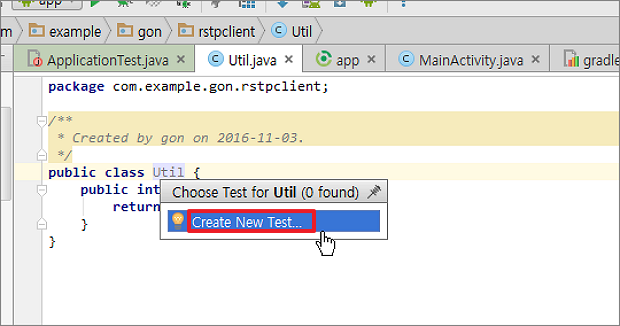 app
m example gon rstpclient Util
ApplicationTest.java Util.java app MainActivity.java gradle
package com.example.gon.rstpclient;
/**
* Created by gon on 2016-11-03.
*/
public class Util {
public int
return
}
}
Choose Test for Util (0 found)
Create New Test...